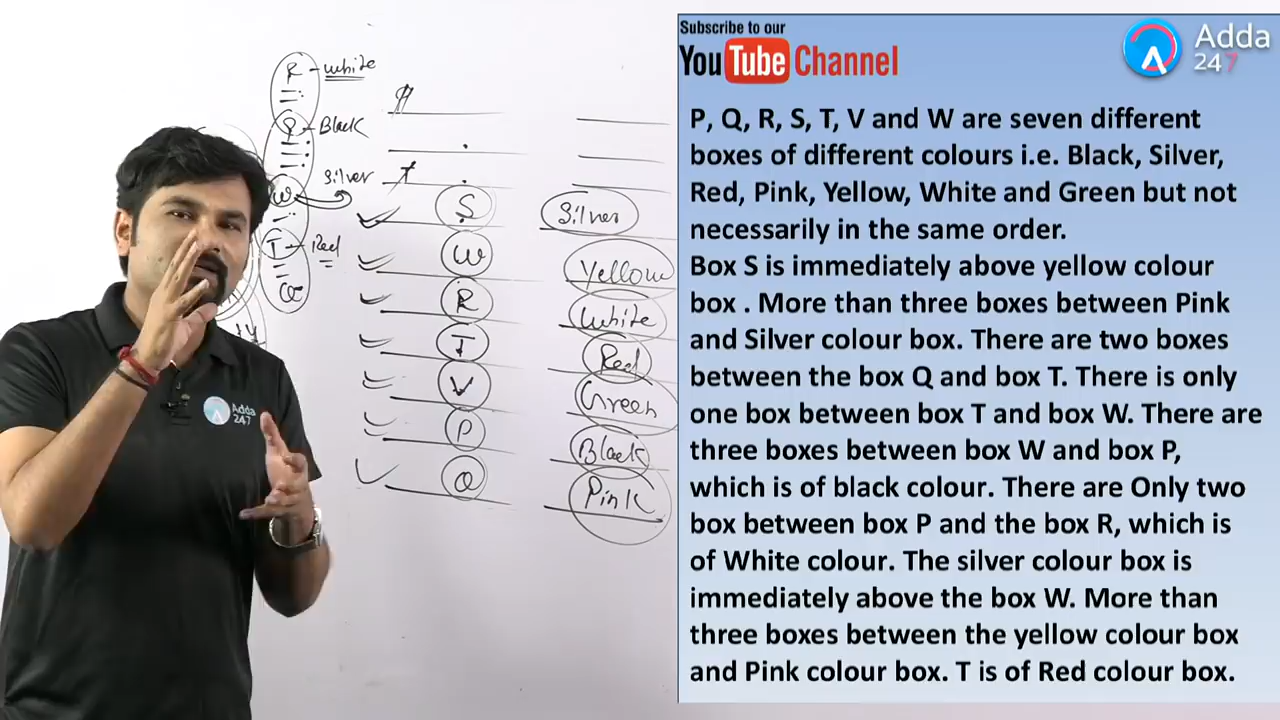 Subscribe to our
YouTube Channel
Adda
247
P, Q, R, S, T, V and W are seven different
boxes of different colours i.e. Black, Silver,
Red, Pink, Yellow, White and Green but not
necessarily in the same order.
Box S is immediately above yellow colour
box . More than three boxes between Pink
and Silver colour box. There are two boxes
between the box Q and box T. There is only
one box between box T and box W. There are
three boxes between box W and box P,
which is of black colour. There are Only two
box between box P and the box R, which is
of White colour. The silver colour box is
immediately above the box W. More than
three boxes between the yellow colour box
and Pink colour box. T is of Red colour box.
R - white
P - Black
W Silver
T - Red
S Silver
W Yellow
R White
T Red
V Green
P Black
Q Pink
Adda
247